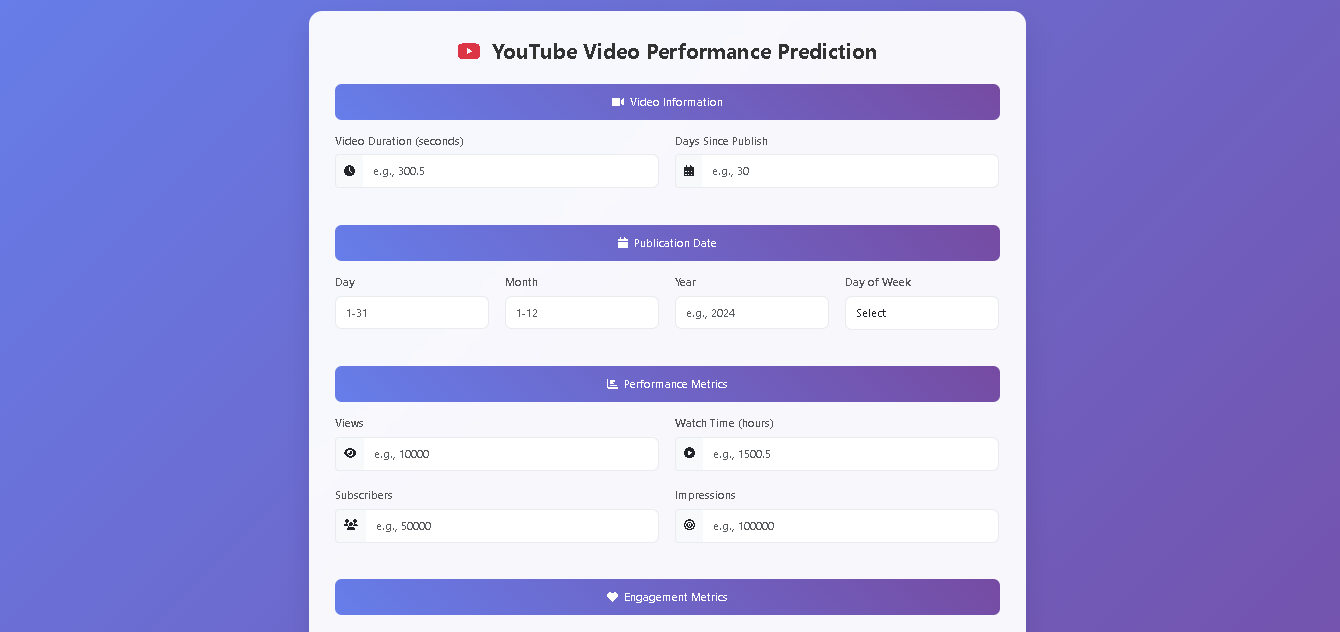 YouTube Video Performance Prediction
Video Information
Video Duration (seconds) Days Since Publish
e.g., 300.5 e.g., 30
Publication Date
Day Month Year Day of Week
1-31 1-12 e.g., 2024 Select
Performance Metrics
Views Watch Time (hours)
e.g., 10000 e.g., 1500.5
Subscribers Impressions
e.g., 50000 e.g., 100000
Engagement Metrics